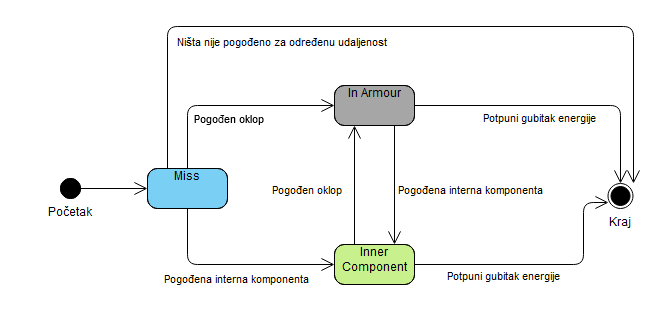 Ništa nije pogođeno za određenu udaljenost
In Armour
Pogođen oklop
Potpuni gubitak energije
Miss
Početak
Pogođen oklop
Pogođena interna komponenta
Kraj
Inner
Component
Pogođena interna komponenta
Potpuni gubitak energije